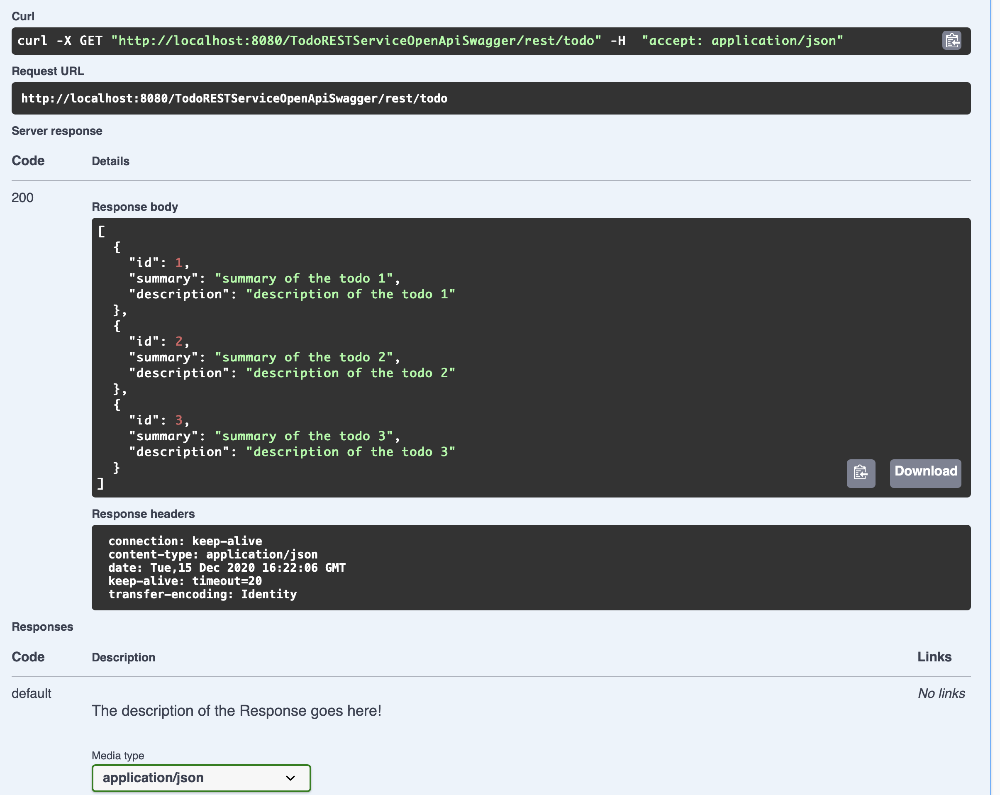 Curl
curl -X GET "http://localhost:8080/TodoRESTServiceOpenApiSwagger/rest/todo" -H  "accept: application/json"
Request URL
http://localhost:8080/TodoRESTServiceOpenApiSwagger/rest/todo
Server response
Code Details
200
Response body
[
  {
    "id": 1,
    "summary": "summary of the todo 1",
    "description": "description of the todo 1"
  },
  {
    "id": 2,
    "summary": "summary of the todo 2",
    "description": "description of the todo 2"
  },
  {
    "id": 3,
    "summary": "summary of the todo 3",
    "description": "description of the todo 3"
  }
]
Download
Response headers
connection: keep-alive
content-type: application/json
date: Tue,15 Dec 2020 16:22:06 GMT
keep-alive: timeout=20
transfer-encoding: Identity
Responses
Code Description Links
default No links
The description of the Response goes here!
Media type
application/json